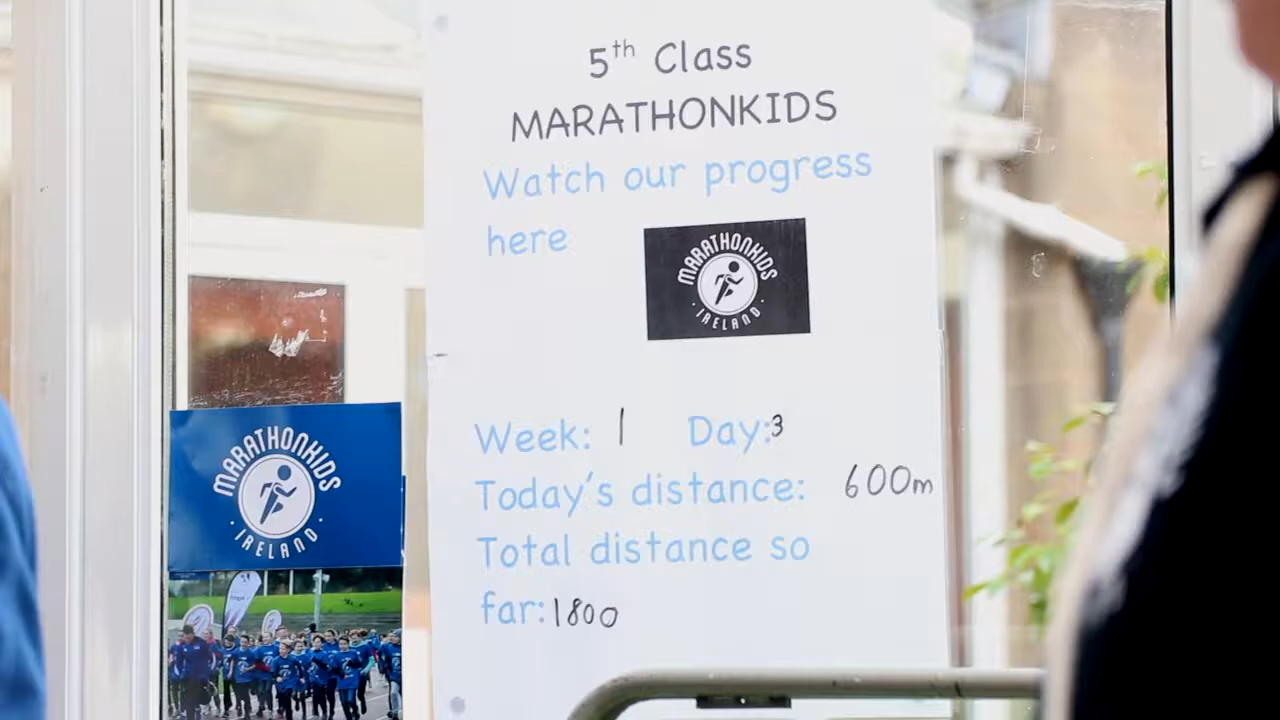 5th Class
MARATHONKIDS
Watch our progress
here
MARATHONKIDS
· IRELAND ·
Week: 1 Day:3
Today's distance: 600m
Total distance so
far:1800
MARATHONKIDS
· IRELAND ·